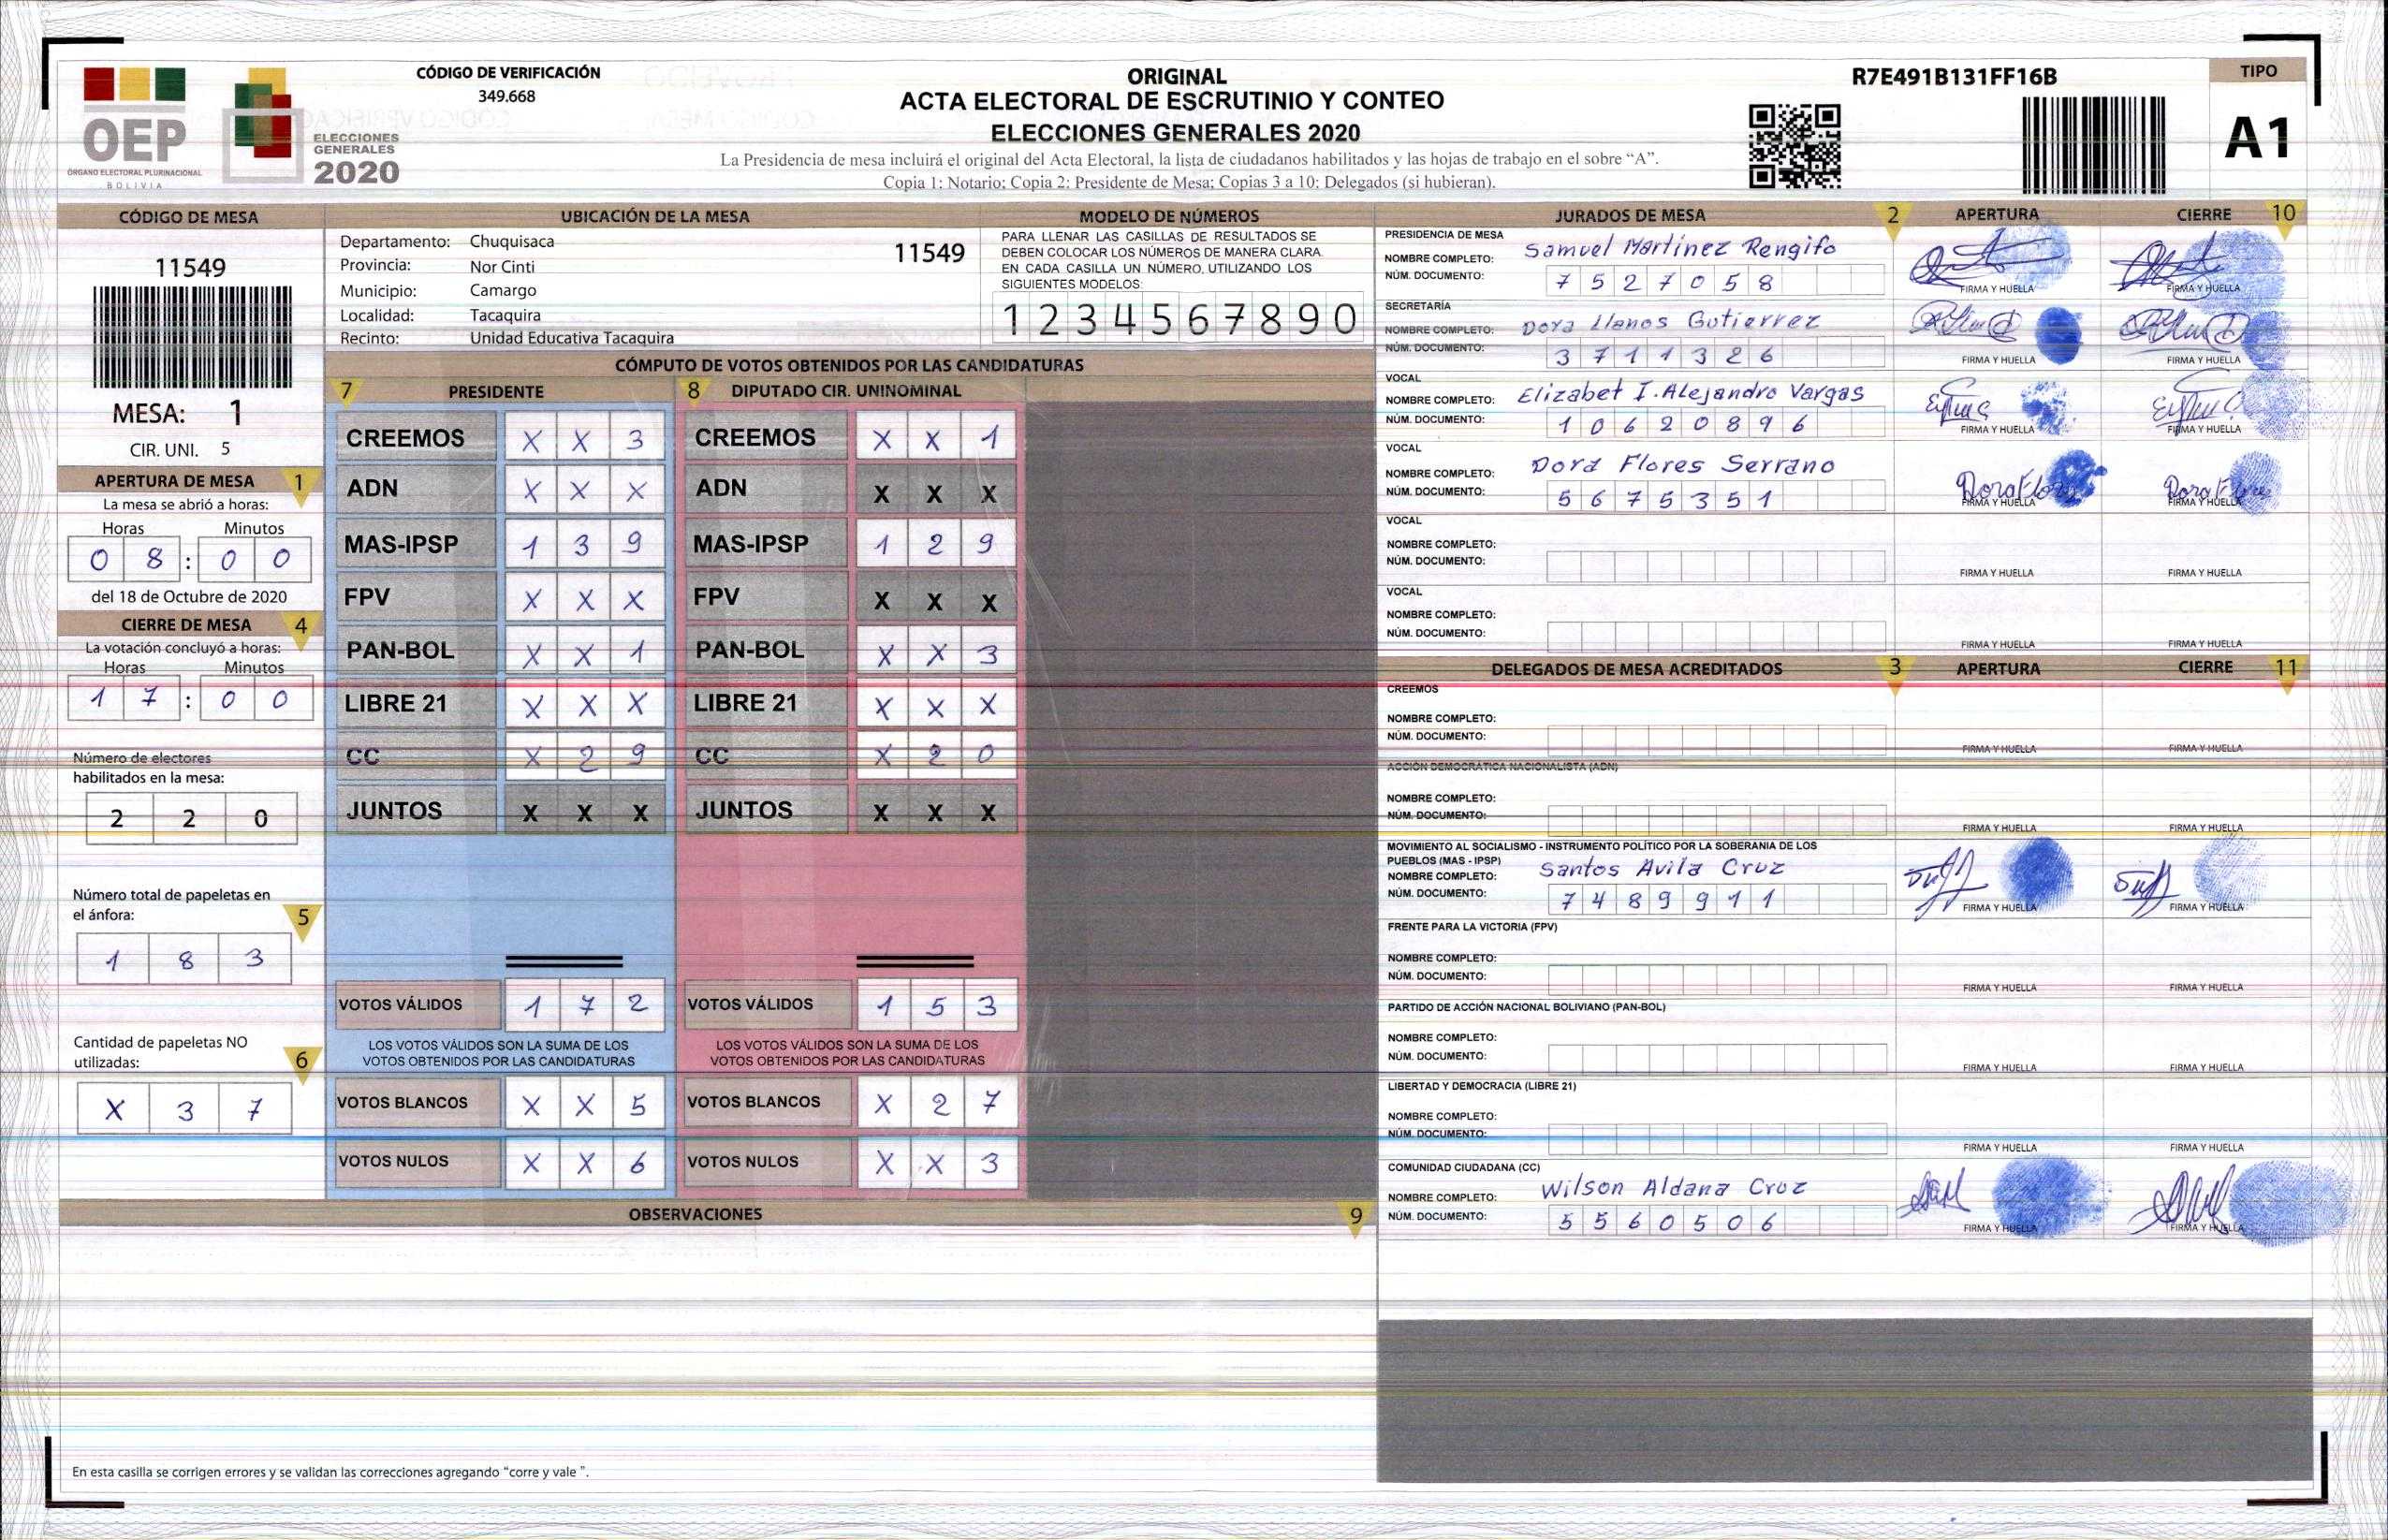 CÓDIGO DE VERIFICACIÓN
349.668
OEP
ÓRGANO ELECTORAL PLURINACIONAL
BOLIVIA
ELECCIONES
GENERALES
2020
ORIGINAL
ACTA ELECTORAL DE ESCRUTINIO Y CONTEO
ELECCIONES GENERALES 2020
La Presidencia de mesa incluirá el original del Acta Electoral, la lista de ciudadanos habilitados y las hojas de trabajo en el sobre “A”.
Copia 1: Notario; Copia 2: Presidente de Mesa; Copias 3 a 10: Delegados (si hubieran).
R7E491B131FF16B
TIPO
A1
CÓDIGO DE MESA
11549
MESA: 1
CIR. UNI. 5
APERTURA DE MESA 1
La mesa se abrió a horas:
Horas Minutos
0 8 : 0 0
del 18 de Octubre de 2020
CIERRE DE MESA 4
La votación concluyó a horas:
Horas Minutos
1 7 : 0 0
Número de electores
habilitados en la mesa:
2 2 0
Número total de papeletas en
el ánfora: 5
1 8 3
Cantidad de papeletas NO
utilizadas: 6
X 3 7
UBICACIÓN DE LA MESA
Departamento: Chuquisaca 11549
Provincia: Nor Cinti
Municipio: Camargo
Localidad: Tacaquira
Recinto: Unidad Educativa Tacaquira
MODELO DE NÚMEROS
PARA LLENAR LAS CASILLAS DE RESULTADOS SE
DEBEN COLOCAR LOS NÚMEROS DE MANERA CLARA.
EN CADA CASILLA UN NÚMERO, UTILIZANDO LOS
SIGUIENTES MODELOS:
1 2 3 4 5 6 7 8 9 0
CÓMPUTO DE VOTOS OBTENIDOS POR LAS CANDIDATURAS
7 PRESIDENTE 8 DIPUTADO CIR. UNINOMINAL
CREEMOS X X 3 CREEMOS X X 1
ADN X X X ADN X X X
MAS-IPSP 1 3 9 MAS-IPSP 1 2 9
FPV X X X FPV X X X
PAN-BOL X X 1 PAN-BOL X X 3
LIBRE 21 X X X LIBRE 21 X X X
CC X 2 9 CC X 2 0
JUNTOS X X X JUNTOS X X X
VOTOS VÁLIDOS 1 7 2 VOTOS VÁLIDOS 1 5 3
LOS VOTOS VÁLIDOS SON LA SUMA DE LOS LOS VOTOS VÁLIDOS SON LA SUMA DE LOS
VOTOS OBTENIDOS POR LAS CANDIDATURAS VOTOS OBTENIDOS POR LAS CANDIDATURAS
VOTOS BLANCOS X X 5 VOTOS BLANCOS X 2 7
VOTOS NULOS X X 6 VOTOS NULOS X X 3
OBSERVACIONES 9
En esta casilla se corrigen errores y se validan las correcciones agregando “corre y vale ”.
JURADOS DE MESA 2 APERTURA CIERRE 10
PRESIDENCIA DE MESA
NOMBRE COMPLETO: Samuel Martínez Rengifo
NÚM. DOCUMENTO: 7 5 2 7 0 5 8
FIRMA Y HUELLA FIRMA Y HUELLA
SECRETARÍA
NOMBRE COMPLETO: Dora Llanos Gutierrez
NÚM. DOCUMENTO: 3 7 1 1 3 2 6
FIRMA Y HUELLA FIRMA Y HUELLA
VOCAL
NOMBRE COMPLETO: Elizabet I. Alejandro Vargas
NÚM. DOCUMENTO: 1 0 6 2 0 8 9 6
FIRMA Y HUELLA FIRMA Y HUELLA
VOCAL
NOMBRE COMPLETO: Dora Flores Serrano
NÚM. DOCUMENTO: 5 6 7 5 3 5 1
FIRMA Y HUELLA FIRMA Y HUELLA
VOCAL
NOMBRE COMPLETO:
NÚM. DOCUMENTO:
FIRMA Y HUELLA FIRMA Y HUELLA
VOCAL
NOMBRE COMPLETO:
NÚM. DOCUMENTO:
FIRMA Y HUELLA FIRMA Y HUELLA
DELEGADOS DE MESA ACREDITADOS 3 APERTURA CIERRE 11
CREEMOS
NOMBRE COMPLETO:
NÚM. DOCUMENTO:
FIRMA Y HUELLA FIRMA Y HUELLA
ACCIÓN DEMOCRÁTICA NACIONALISTA (ADN)
NOMBRE COMPLETO:
NÚM. DOCUMENTO:
FIRMA Y HUELLA FIRMA Y HUELLA
MOVIMIENTO AL SOCIALISMO - INSTRUMENTO POLÍTICO POR LA SOBERANIA DE LOS
PUEBLOS (MAS - IPSP)
NOMBRE COMPLETO: Santos Avila Cruz
NÚM. DOCUMENTO: 7 4 8 9 9 1 1
FIRMA Y HUELLA FIRMA Y HUELLA
FRENTE PARA LA VICTORIA (FPV)
NOMBRE COMPLETO:
NÚM. DOCUMENTO:
FIRMA Y HUELLA FIRMA Y HUELLA
PARTIDO DE ACCIÓN NACIONAL BOLIVIANO (PAN-BOL)
NOMBRE COMPLETO:
NÚM. DOCUMENTO:
FIRMA Y HUELLA FIRMA Y HUELLA
LIBERTAD Y DEMOCRACIA (LIBRE 21)
NOMBRE COMPLETO:
NÚM. DOCUMENTO:
FIRMA Y HUELLA FIRMA Y HUELLA
COMUNIDAD CIUDADANA (CC)
NOMBRE COMPLETO: Wilson Aldana Cruz
NÚM. DOCUMENTO: 5 5 6 0 5 0 6
FIRMA Y HUELLA FIRMA Y HUELLA